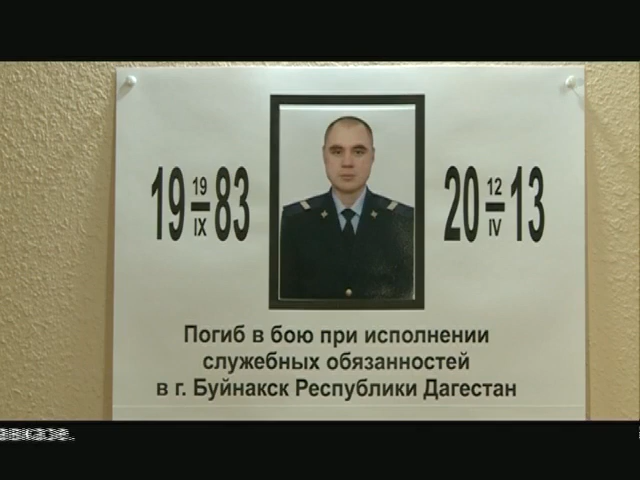 19 19 IX 83
20 12 IV 13
Погиб в бою при исполнении
служебных обязанностей
в г. Буйнакск Республики Дагестан